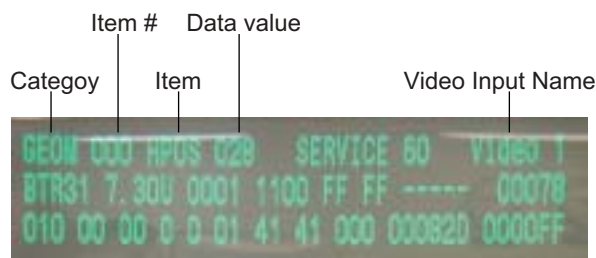 Item # Data value
Categoy Item Video Input Name
GEOM 000 HPOS 028 SERVICE 60 Video 1
BTR31 7.30U 0001 1100 FF FF ----- 00078
010 00 00 0 0 01 41 41 000 000820 0000FF